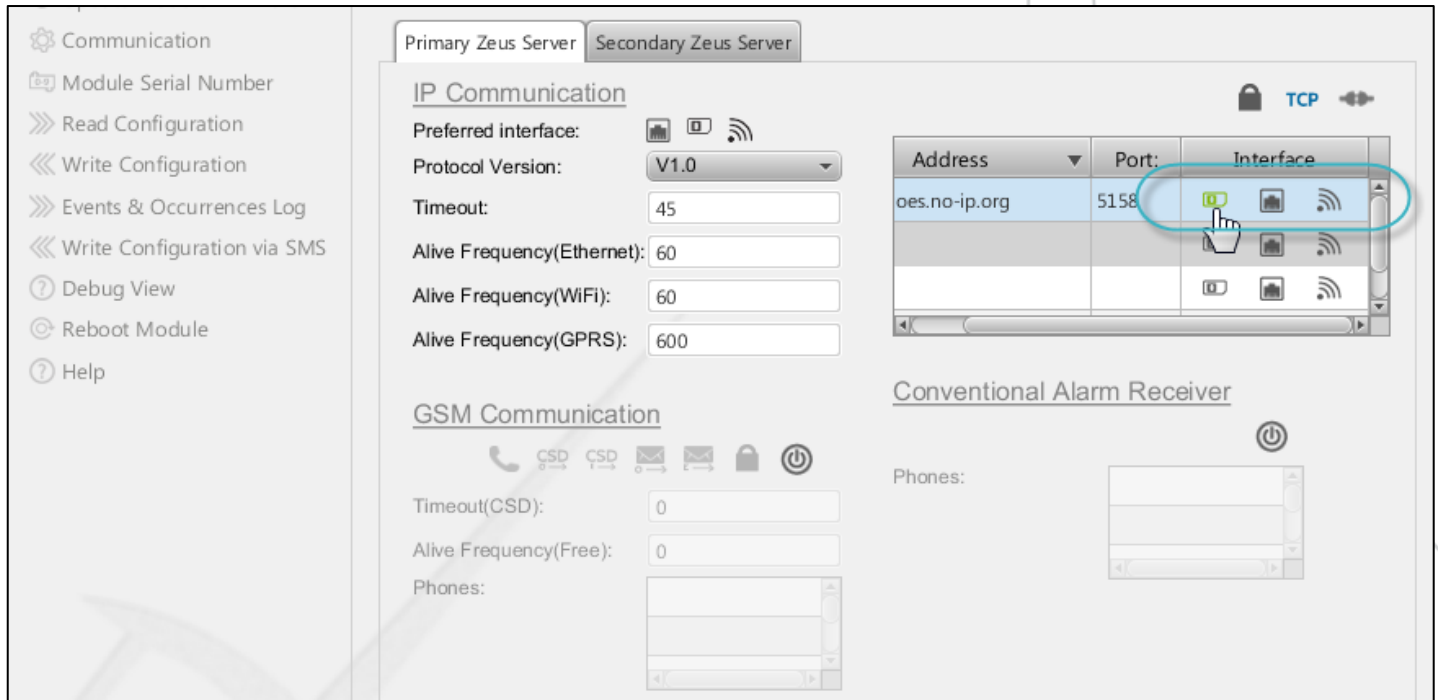 Communication
Module Serial Number
Read Configuration
Write Configuration
Events & Occurrences Log
Write Configuration via SMS
Debug View
Reboot Module
Help
Primary Zeus Server
Secondary Zeus Server
IP Communication
Preferred interface:
Protocol Version: V1.0
Timeout: 45
Alive Frequency(Ethernet): 60
Alive Frequency(WiFi): 60
Alive Frequency(GPRS): 600
TCP
Address Port: Interface
oes.no-ip.org 5158
GSM Communication
CSD CSD
Timeout(CSD): 0
Alive Frequency(Free): 0
Phones:
Conventional Alarm Receiver
Phones: